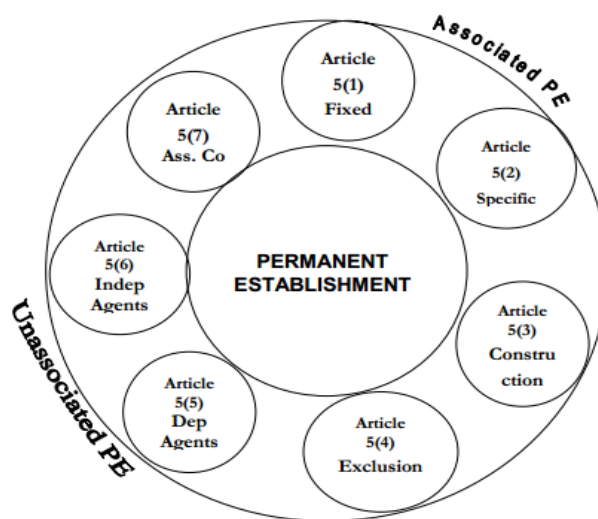 Associated PE
Article
5(1)
Fixed
Article
5(2)
Specific
Article
5(3)
Constru
ction
Article
5(4)
Exclusion
Article
5(5)
Dep
Agents
Article
5(6)
Indep
Agents
Article
5(7)
Ass. Co
PERMANENT
ESTABLISHMENT
Unassociated PE